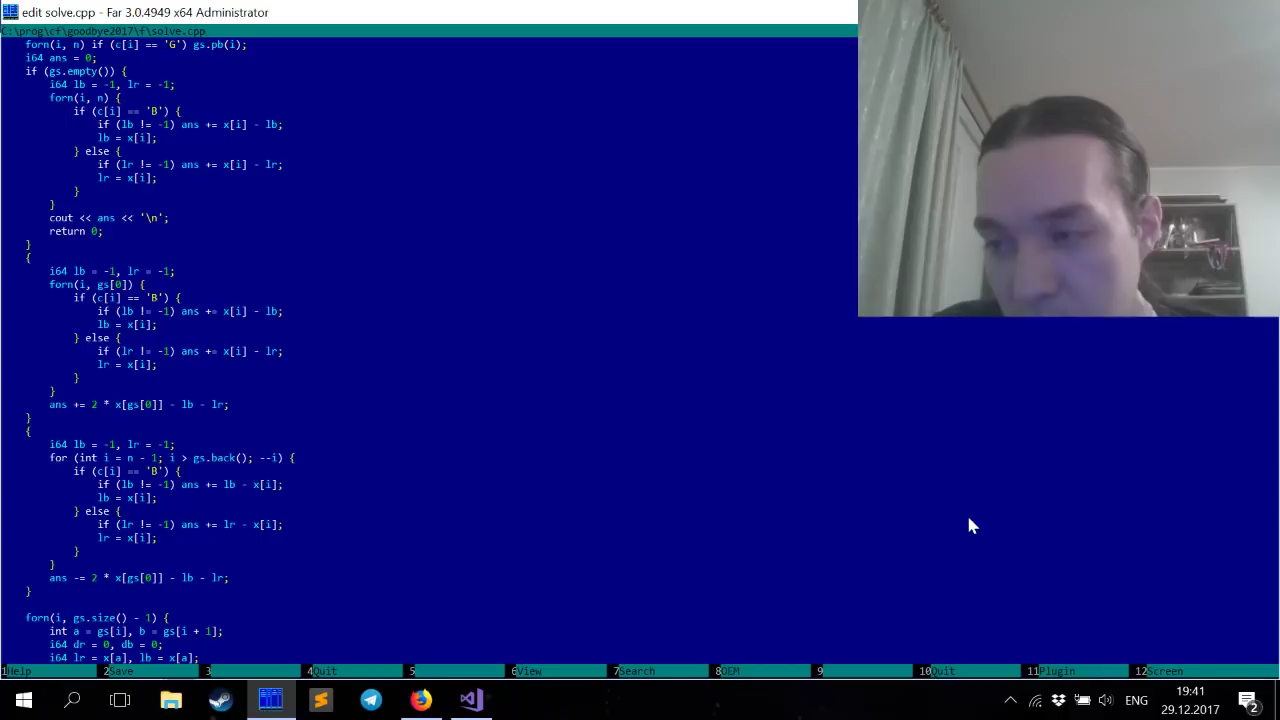 edit solve.cpp - Far 3.0.4949 x64 Administrator
C:\prog\cf\goodbye2017\f\solve.cpp
forn(i, n) if (c[i] == 'G') gs.pb(i);
i64 ans = 0;
if (gs.empty()) {
i64 lb = -1, lr = -1;
forn(i, n) {
if (c[i] == 'B') {
if (lb != -1) ans += x[i] - lb;
lb = x[i];
} else {
if (lr != -1) ans += x[i] - lr;
lr = x[i];
}
}
cout << ans << '\n';
return 0;
}
{
i64 lb = -1, lr = -1;
forn(i, gs[0]) {
if (c[i] == 'B') {
if (lb != -1) ans += x[i] - lb;
lb = x[i];
} else {
if (lr != -1) ans += x[i] - lr;
lr = x[i];
}
}
ans += 2 * x[gs[0]] - lb - lr;
}
{
i64 lb = -1, lr = -1;
for (int i = n - 1; i > gs.back(); --i) {
if (c[i] == 'B') {
if (lb != -1) ans += lb - x[i];
lb = x[i];
} else {
if (lr != -1) ans += lr - x[i];
lr = x[i];
}
}
ans -= 2 * x[gs[0]] - lb - lr;
}
forn(i, gs.size() - 1) {
int a = gs[i], b = gs[i + 1];
i64 dr = 0, db = 0;
i64 lr = x[a], lb = x[a];
1Help 2Save 3 4Quit 5 6View 7Search 8OEM 9 10Quit 11Plugin 12Screen
ENG
19:41
29.12.2017
2